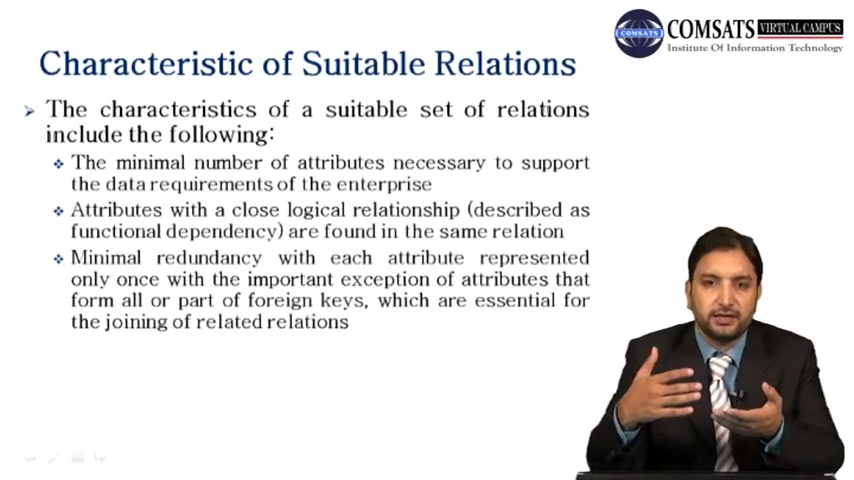 COMSATS VIRTUAL CAMPUS
Institute Of Information Technology
COMSATS
Characteristic of Suitable Relations
The characteristics of a suitable set of relations
include the following:
The minimal number of attributes necessary to support
the data requirements of the enterprise
Attributes with a close logical relationship (described as
functional dependency) are found in the same relation
Minimal redundancy with each attribute represented
only once with the important exception of attributes that
form all or part of foreign keys, which are essential for
the joining of related relations